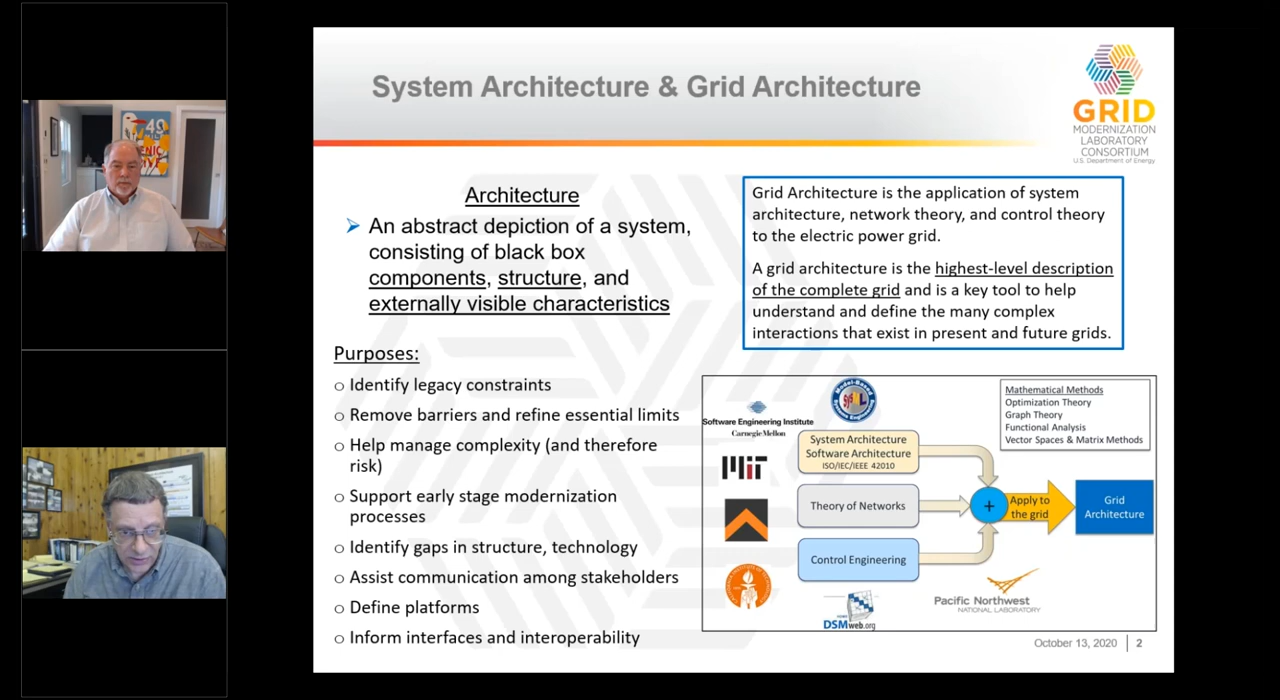 System Architecture & Grid Architecture
GRID
MODERNIZATION
LABORATORY
CONSORTIUM
U.S. Department of Energy
Architecture
An abstract depiction of a system,
consisting of black box
components, structure, and
externally visible characteristics
Purposes:
Identify legacy constraints
Remove barriers and refine essential limits
Help manage complexity (and therefore
risk)
Support early stage modernization
processes
Identify gaps in structure, technology
Assist communication among stakeholders
Define platforms
Inform interfaces and interoperability
Grid Architecture is the application of system
architecture, network theory, and control theory
to the electric power grid.
A grid architecture is the highest-level description
of the complete grid and is a key tool to help
understand and define the many complex
interactions that exist in present and future grids.
Software Engineering Institute
Carnegie Mellon
MIT
SysML
System Architecture
Software Architecture
ISO/IEC/IEEE 42010
Theory of Networks
Control Engineering
DSMweb.org
+
Apply to
the grid
Grid
Architecture
Mathematical Methods
Optimization Theory
Graph Theory
Functional Analysis
Vector Spaces & Matrix Methods
Pacific Northwest
NATIONAL LABORATORY
October 13, 2020
2
49